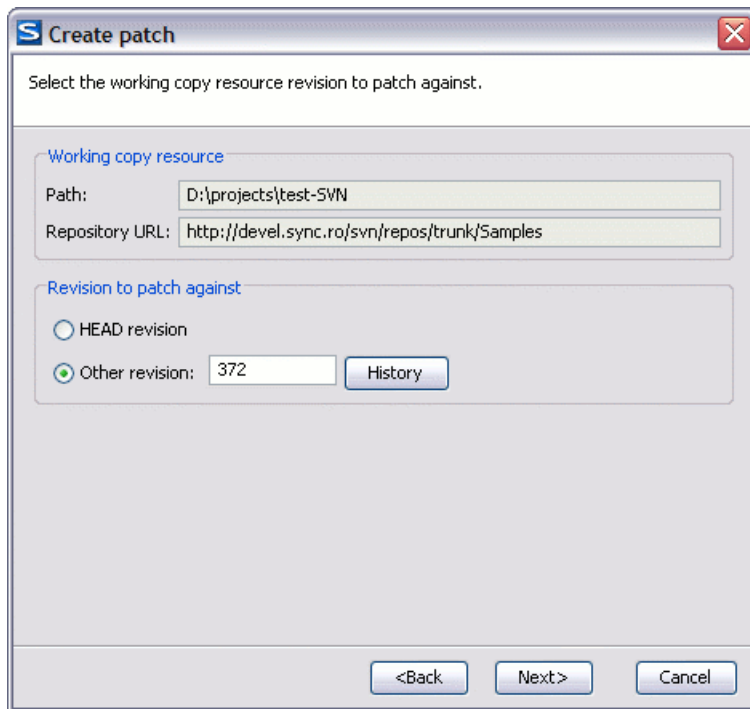 S Create patch
Select the working copy resource revision to patch against.
Working copy resource
Path: D:\projects\test-SVN
Repository URL: http://devel.sync.ro/svn/repos/trunk/Samples
Revision to patch against
HEAD revision
Other revision: 372 History
<Back Next> Cancel